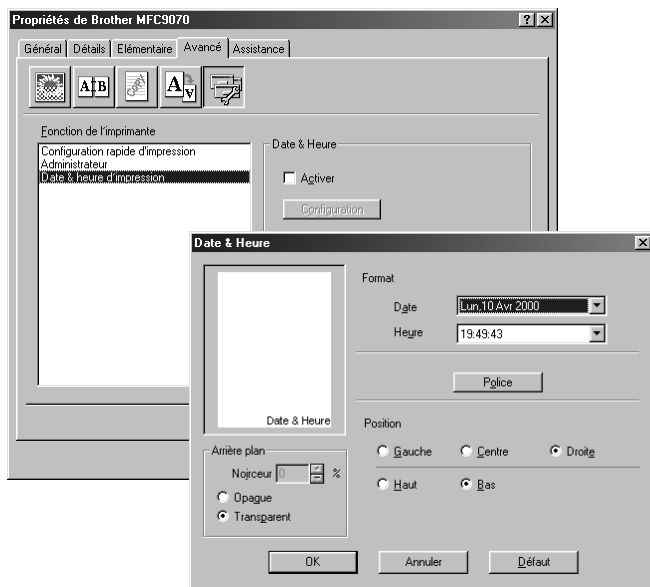 Propriétés de Brother MFC9070
Général Détails Elémentaire Avancé Assistance
A B
copy
A V
Fonction de l'imprimante
Configuration rapide d'impression
Administrateur
Date & heure d'impression
Date & Heure
Activer
Configuration
Date & Heure
Date & Heure
Format
Date Lun,10 Avr 2000
Heure 19:49:43
Police
Position
Gauche Centre Droite
Haut Bas
Arrière plan
Noirceur 0 %
Opaque
Transparent
OK Annuler Défaut